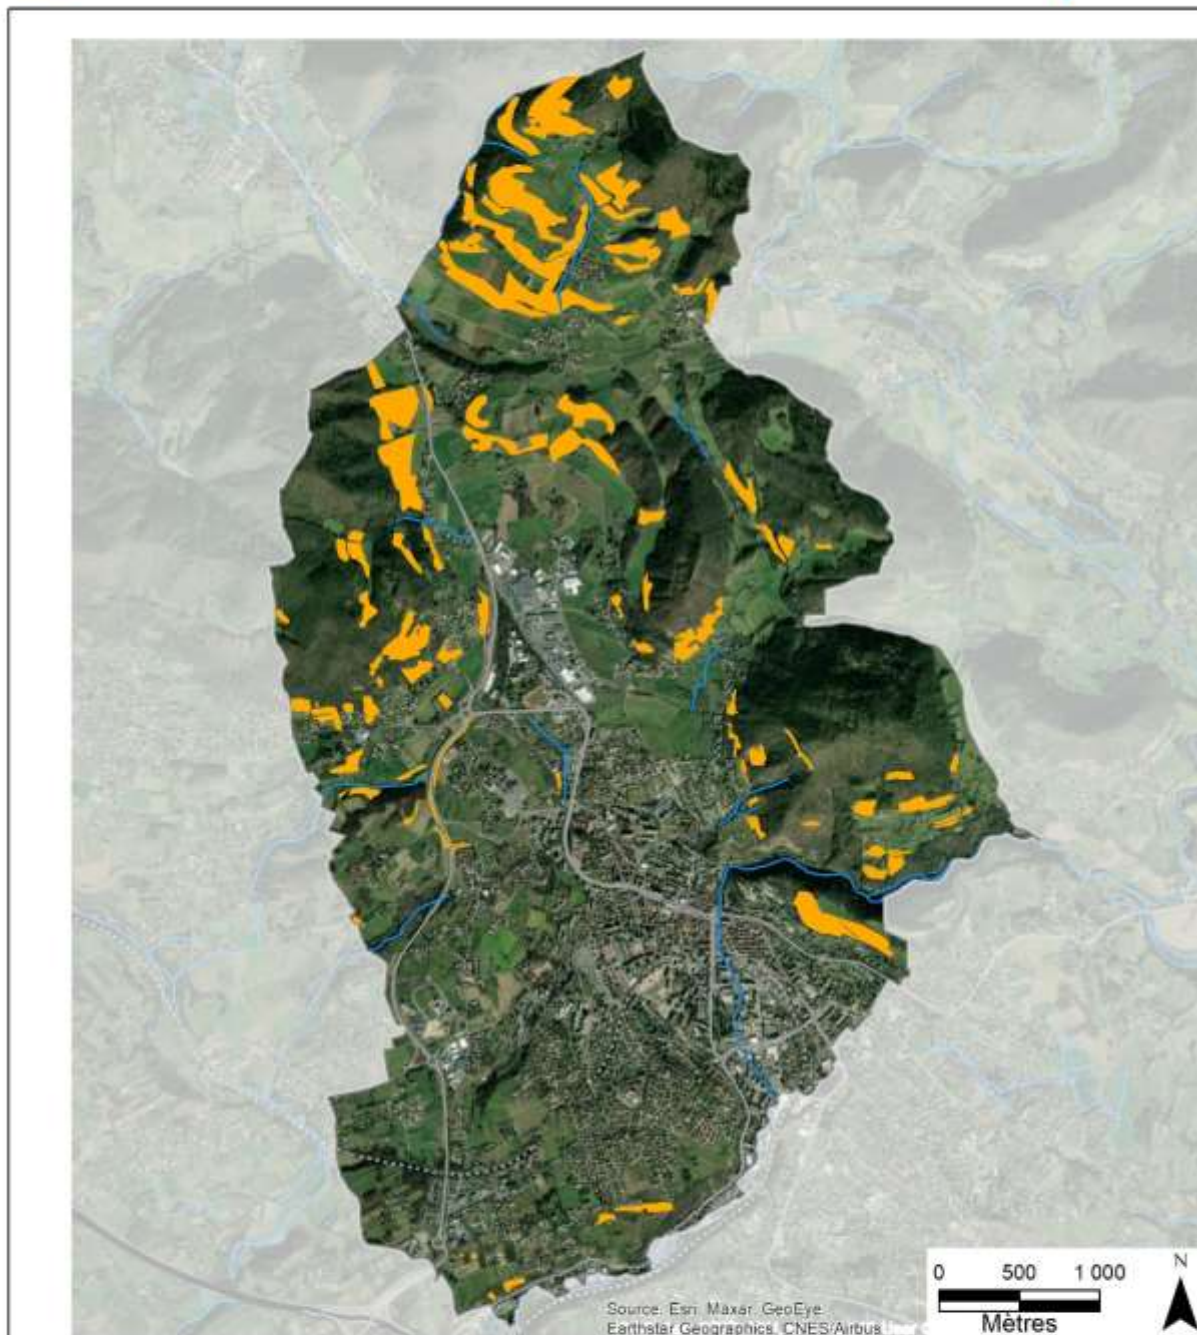 0 500 1 000
Mètres
N
Source: Esri, Maxar, GeoEye,
Earthstar Geographics, CNES/Airbus